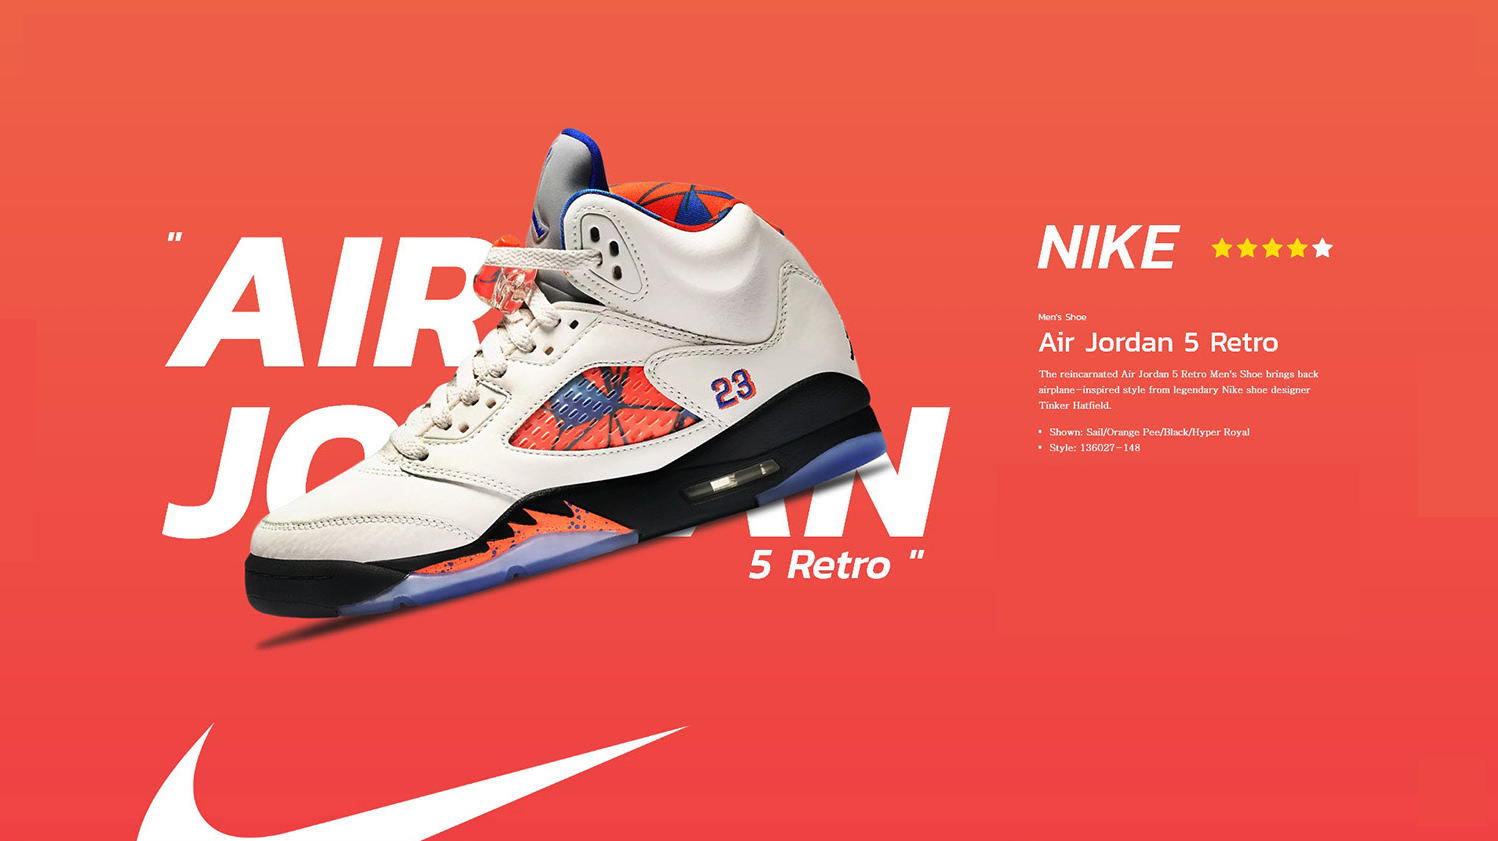 " AIR
JO AN
5 Retro "
23
NIKE
Men's Shoe
Air Jordan 5 Retro
The reincarnated Air Jordan 5 Retro Men's Shoe brings back
airplane-inspired style from legendary Nike shoe designer
Tinker Hatfield.
• Shown: Sail/Orange Pee/Black/Hyper Royal
• Style: 136027-148